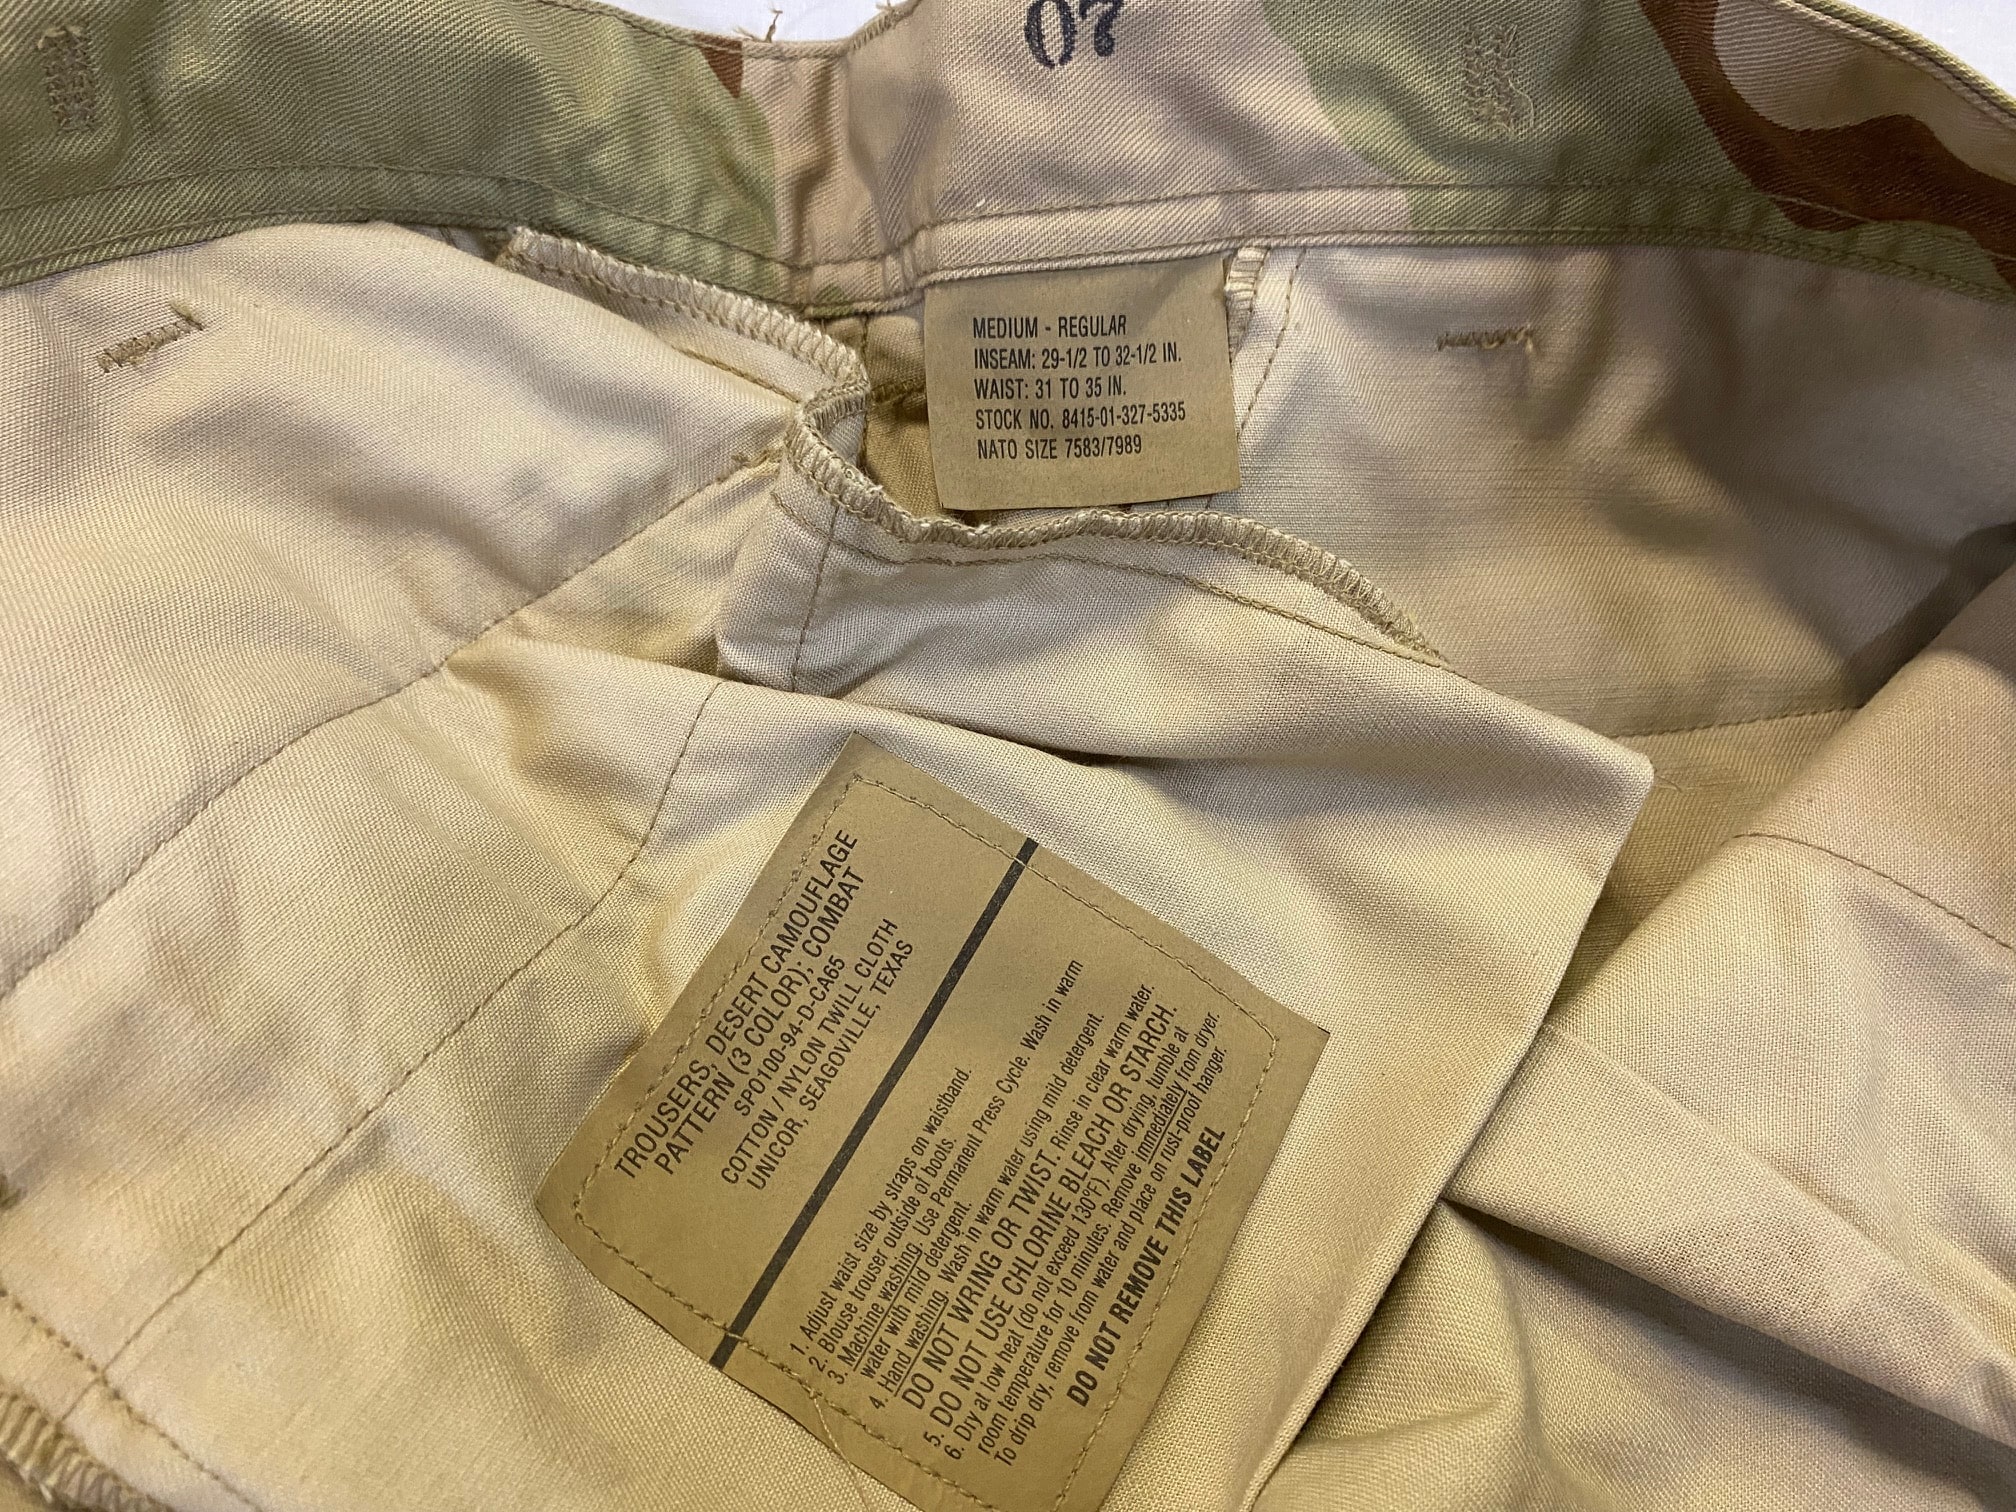 07
MEDIUM - REGULAR
INSEAM: 29-1/2 TO 32-1/2 IN.
WAIST: 31 TO 35 IN.
STOCK NO. 8415-01-327-5335
NATO SIZE 7583/7989
TROUSERS, DESERT CAMOUFLAGE
PATTERN (3 COLOR); COMBAT
SPO100-94-D-CA65
COTTON / NYLON TWILL CLOTH
UNICOR, SEAGOVILLE, TEXAS
1. Adjust waist size by straps on waistband.
2. Blouse trouser outside of boots.
3. Machine washing. Use Permanent Press Cycle. Wash in warm
water with mild detergent.
4. Hand washing. Wash in warm water using mild detergent.
DO NOT WRING OR TWIST. Rinse in clear warm water.
5. DO NOT USE CHLORINE BLEACH OR STARCH.
6. Dry at low heat (do not exceed 130°F). After drying, tumble at
room temperature for 10 minutes. Remove immediately from dryer.
To drip dry, remove from water and place on rust-proof hanger.
DO NOT REMOVE THIS LABEL